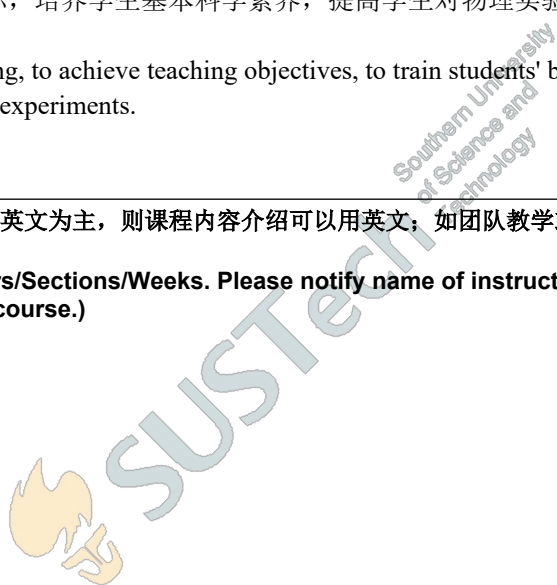 培养学生基本科学素养，提高学生对物理实验
ng, to achieve teaching objectives, to train students' b
experiments.
Southern University
of Science and
Technology
英文为主，则课程内容介绍可以用英文；如团队教学
rs/Sections/Weeks. Please notify name of instruct
course.)
SUSTech